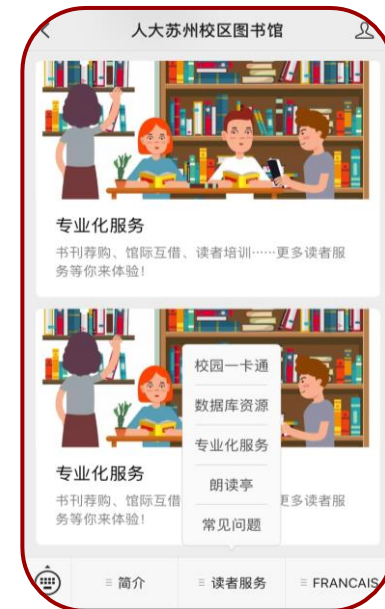 人大苏州校区图书馆
专业化服务
书刊荐购、馆际互借、读者培训……更多读者服
务等你来体验！
校园一卡通
数据库资源
专业化服务
朗读亭
常见问题
专业化服务
书刊荐购、馆际互借
更多读者服
务等你来体验！
简介
读者服务
FRANCAIS